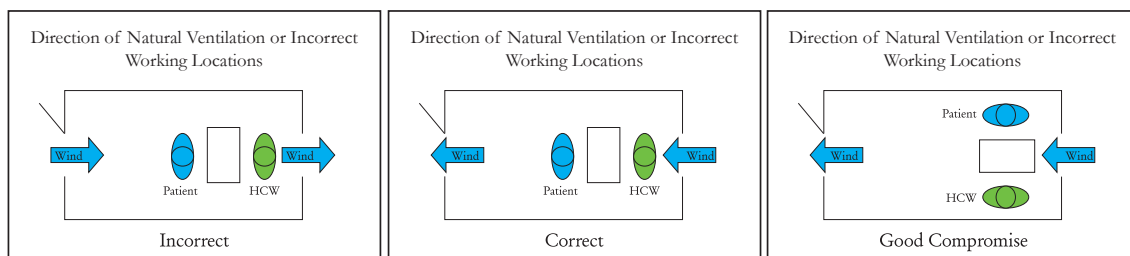 Direction of Natural Ventilation or Incorrect
Working Locations
Wind
Wind
Patient
HCW
Incorrect
Direction of Natural Ventilation or Incorrect
Working Locations
Wind
Wind
Patient
HCW
Correct
Direction of Natural Ventilation or Incorrect
Working Locations
Patient
Wind
Wind
HCW
Good Compromise